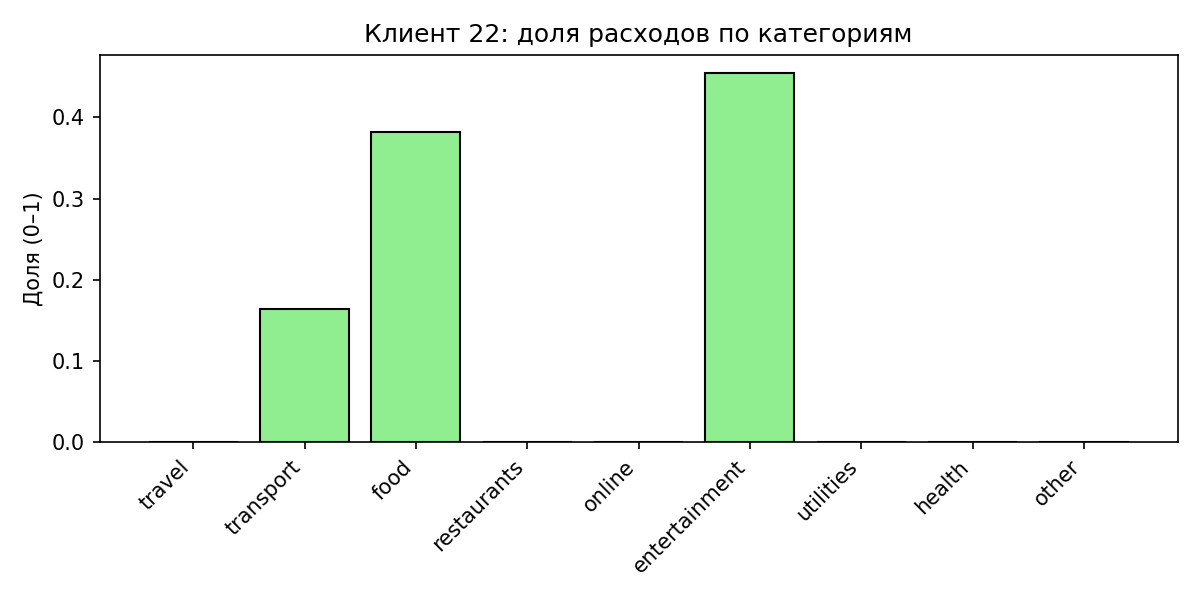 Клиент 22: доля расходов по категориям
Доля (0–1)
0.4
0.3
0.2
0.1
0.0
travel
transport
food
restaurants
online
entertainment
utilities
health
other